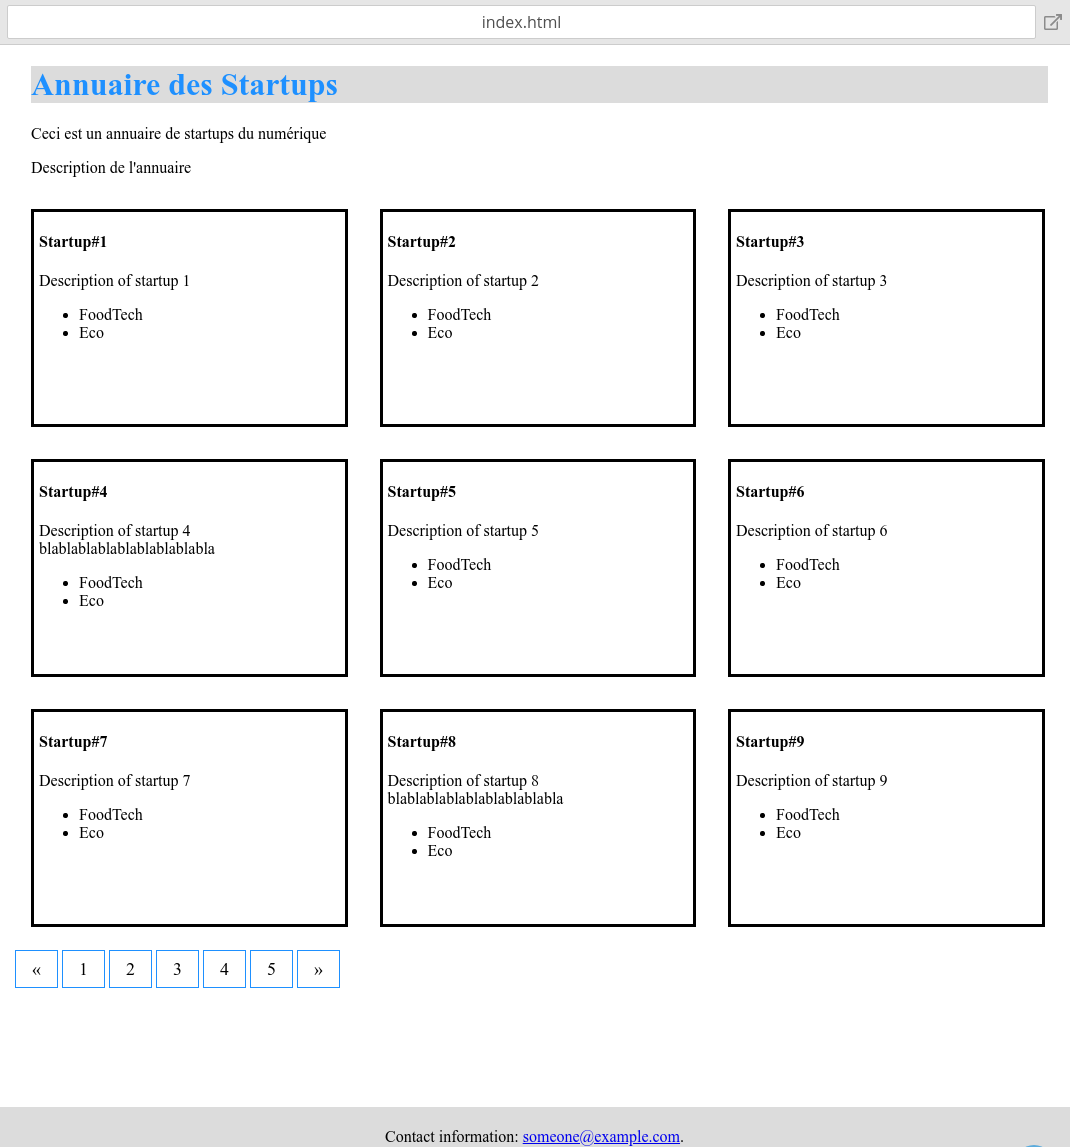 index.html
Annuaire des Startups
Ceci est un annuaire de startups du numérique
Description de l'annuaire
Startup#1
Description of startup 1
FoodTech
Eco
Startup#2
Description of startup 2
FoodTech
Eco
Startup#3
Description of startup 3
FoodTech
Eco
Startup#4
Description of startup 4
blablablablablablablablabla
FoodTech
Eco
Startup#5
Description of startup 5
FoodTech
Eco
Startup#6
Description of startup 6
FoodTech
Eco
Startup#7
Description of startup 7
FoodTech
Eco
Startup#8
Description of startup 8
blablablablablablablablabla
FoodTech
Eco
Startup#9
Description of startup 9
FoodTech
Eco
« 1 2 3 4 5 »
Contact information: someone@example.com.